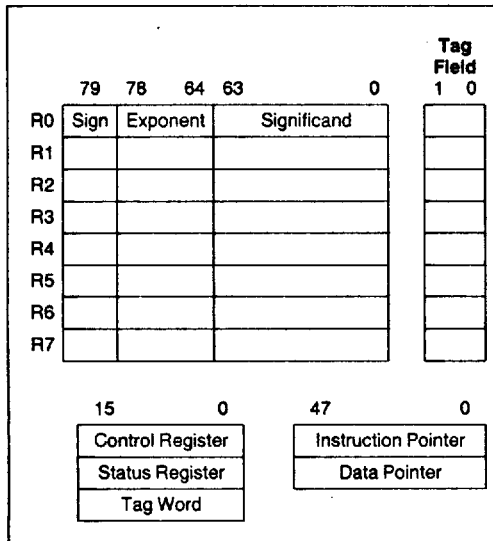 Tag
Field
79 78 64 63 0 1 0
R0 Sign Exponent Significand
R1
R2
R3
R4
R5
R6
R7
15 0 47 0
Control Register Instruction Pointer
Status Register Data Pointer
Tag Word